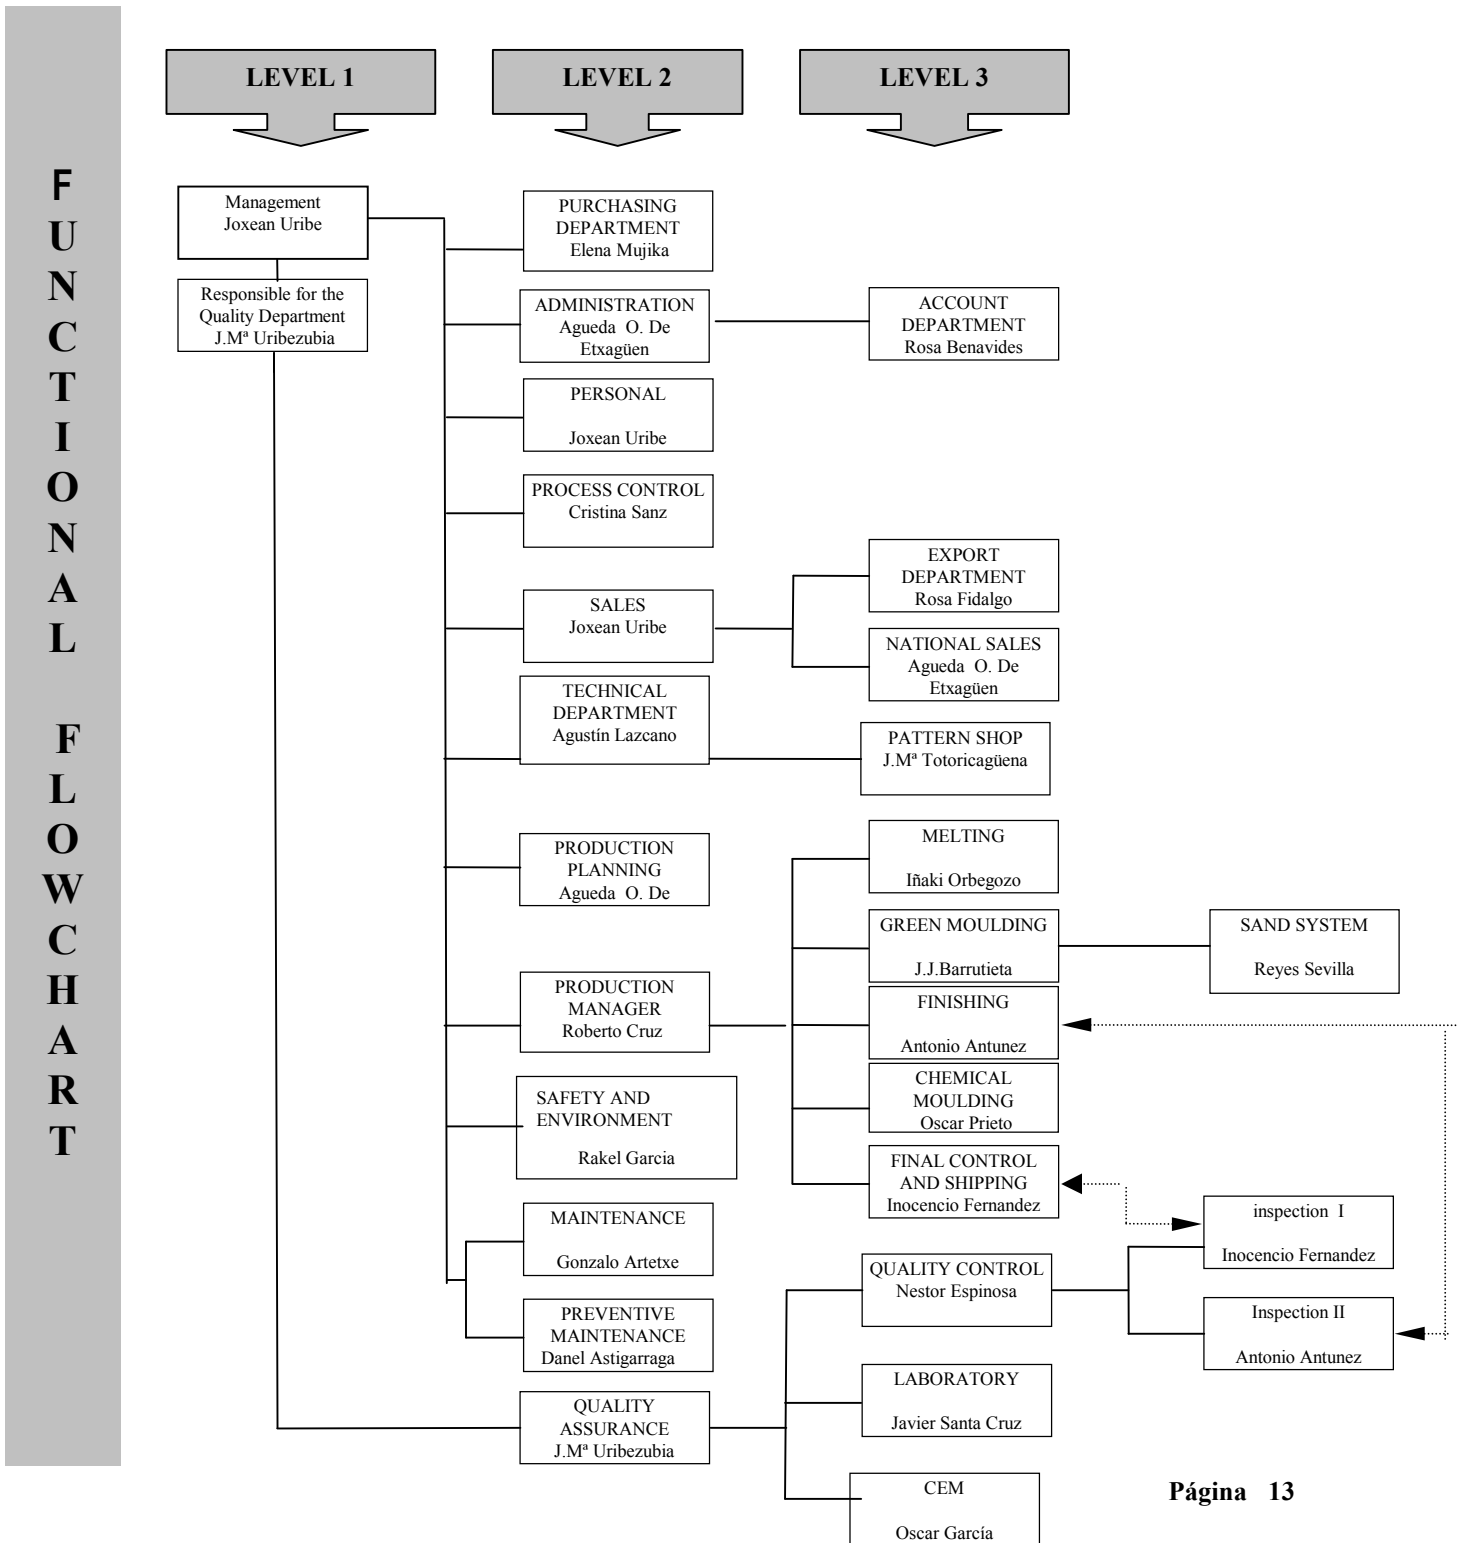 FUNCTIONAL FLOWCHART
LEVEL 1
LEVEL 2
LEVEL 3
Management
Joxean Uribe
Responsible for the
Quality Department
J.Mª Uribezubia
PURCHASING
DEPARTMENT
Elena Mujika
ADMINISTRATION
Agueda O. De
Etxagüen
ACCOUNT
DEPARTMENT
Rosa Benavides
PERSONAL
Joxean Uribe
PROCESS CONTROL
Cristina Sanz
SALES
Joxean Uribe
EXPORT
DEPARTMENT
Rosa Fidalgo
NATIONAL SALES
Agueda O. De
Etxagüen
TECHNICAL
DEPARTMENT
Agustín Lazcano
PATTERN SHOP
J.Mª Totoricagüena
PRODUCTION
PLANNING
Agueda O. De
PRODUCTION
MANAGER
Roberto Cruz
MELTING
Iñaki Orbegozo
GREEN MOULDING
J.J.Barrutieta
SAND SYSTEM
Reyes Sevilla
FINISHING
Antonio Antunez
CHEMICAL
MOULDING
Oscar Prieto
FINAL CONTROL
AND SHIPPING
Inocencio Fernandez
SAFETY AND
ENVIRONMENT
Rakel Garcia
MAINTENANCE
Gonzalo Artetxe
PREVENTIVE
MAINTENANCE
Danel Astigarraga
QUALITY
ASSURANCE
J.Mª Uribezubia
QUALITY CONTROL
Nestor Espinosa
inspection I
Inocencio Fernandez
Inspection II
Antonio Antunez
LABORATORY
Javier Santa Cruz
CEM
Oscar García
Página 13